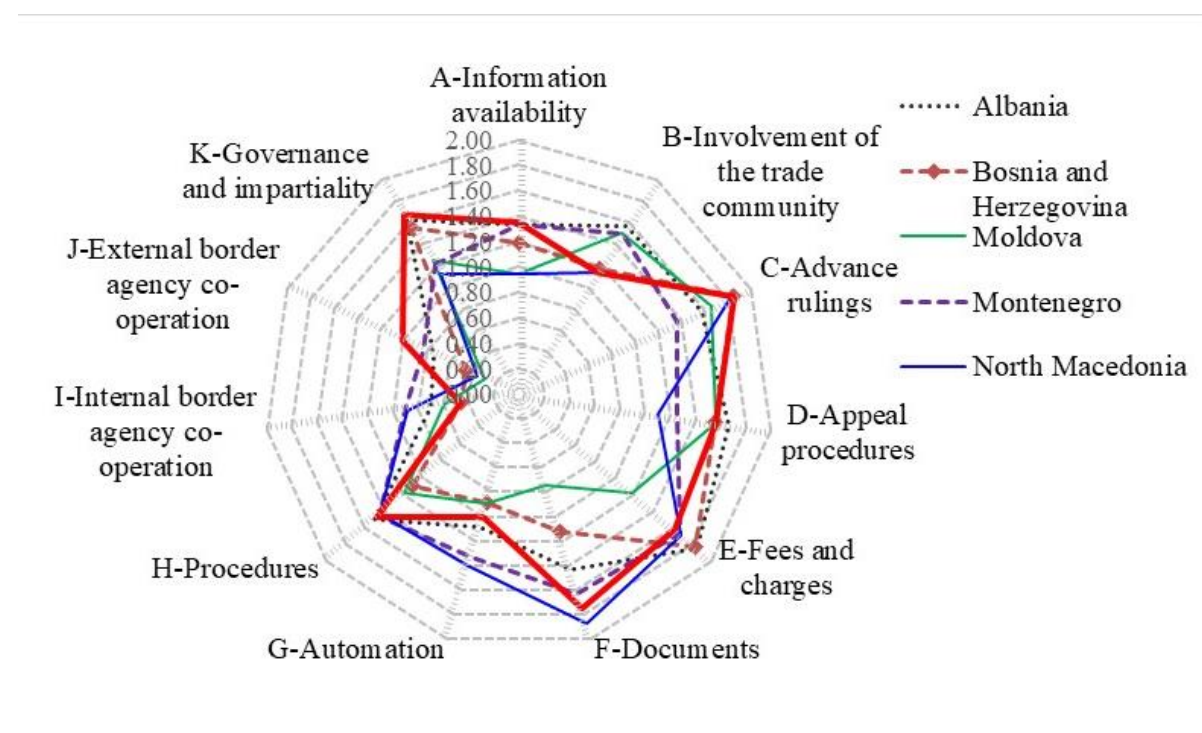 A-Information
availability
B-Involvement of
the trade
community
C-Advance
rulings
D-Appeal
procedures
E-Fees and
charges
F-Documents
G-Automation
H-Procedures
I-Internal border
agency co-
operation
J-External border
agency co-
operation
K-Governance
and impartiality
2.00
1.80
1.60
1.40
1.20
1.00
0.80
0.60
0.40
0.20
0.00
Albania
Bosnia and
Herzegovina
Moldova
Montenegro
North Macedonia